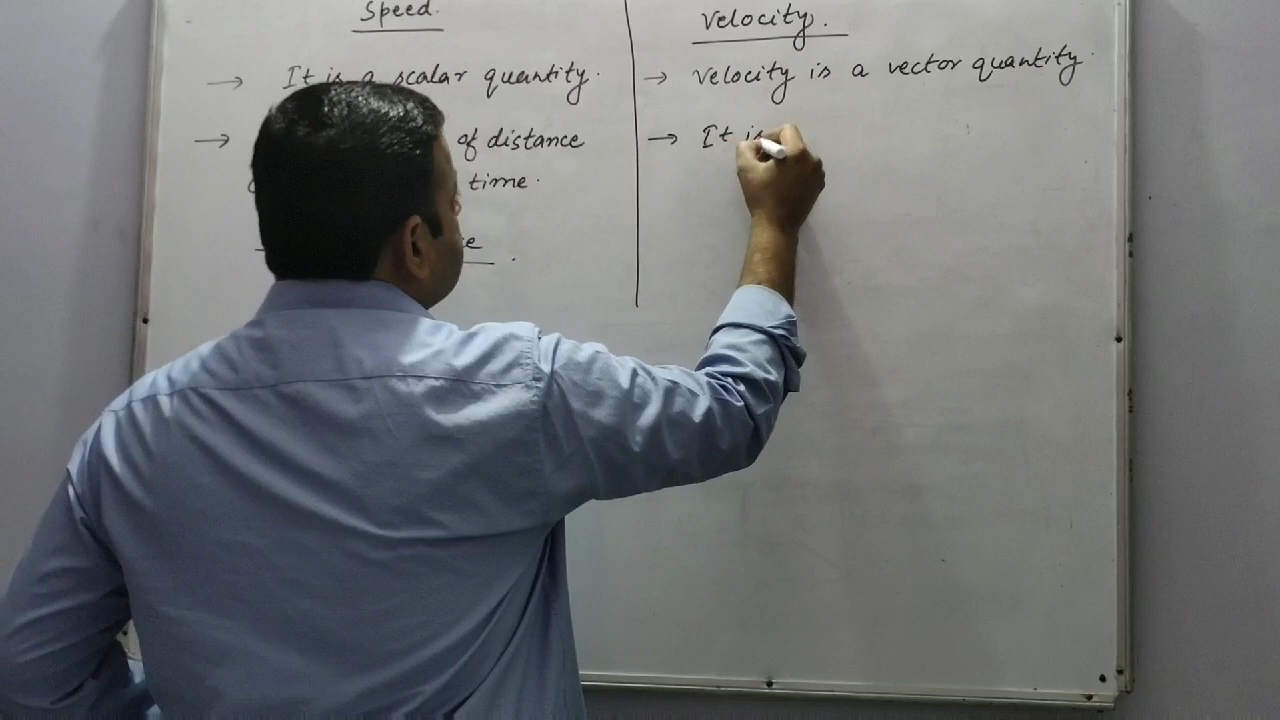 Speed.
→ It is a scalar quantity.
→ of distance
time.
Velocity.
→ Velocity is a vector quantity.
→ It is